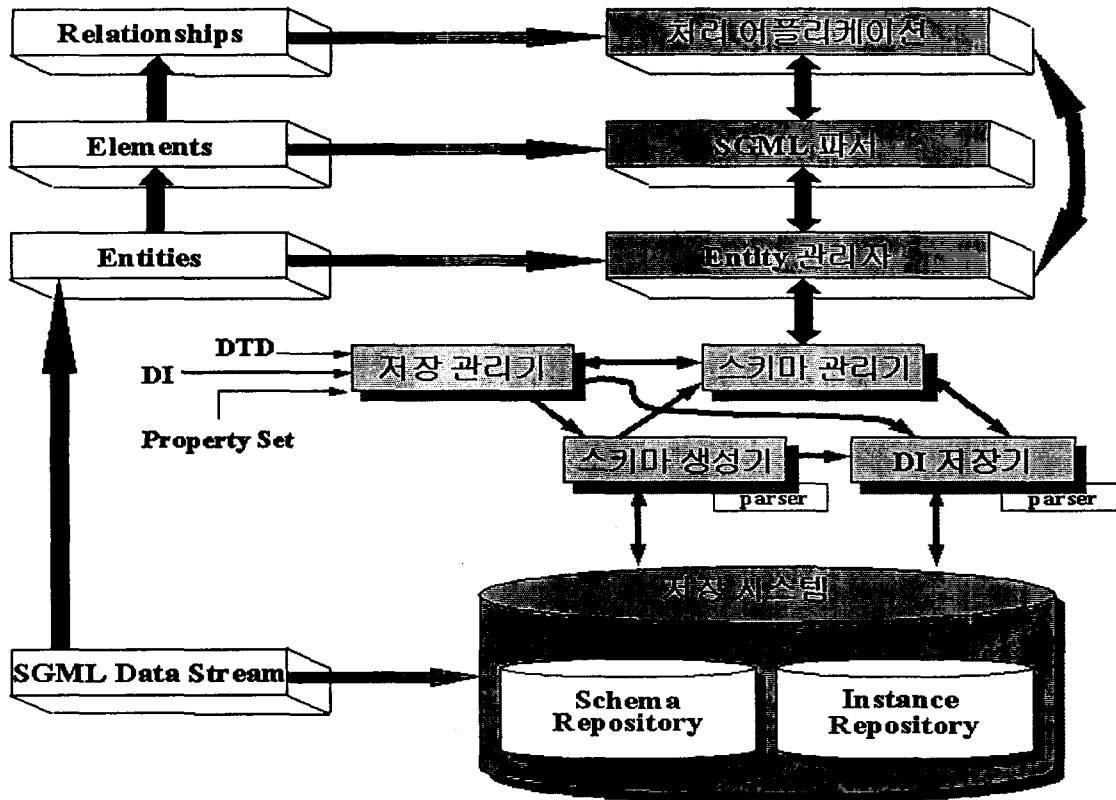 Relationships
처리 어플리케이션
Elements
SGML 파서
Entities
Entity 관리자
DTD
DI
Property Set
저장 관리기
스키마 관리기
스키마 생성기
parser
DI 저장기
parser
저장 시스템
SGML Data Stream
Schema
Repository
Instance
Repository